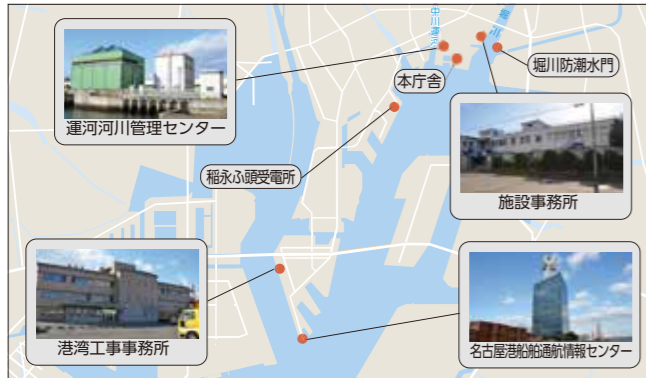 中川運河
堀川
堀川防潮水門
本庁舎
運河河川管理センター
稲永ふ頭受電所
施設事務所
港湾工事事務所
名古屋港船舶通航情報センター